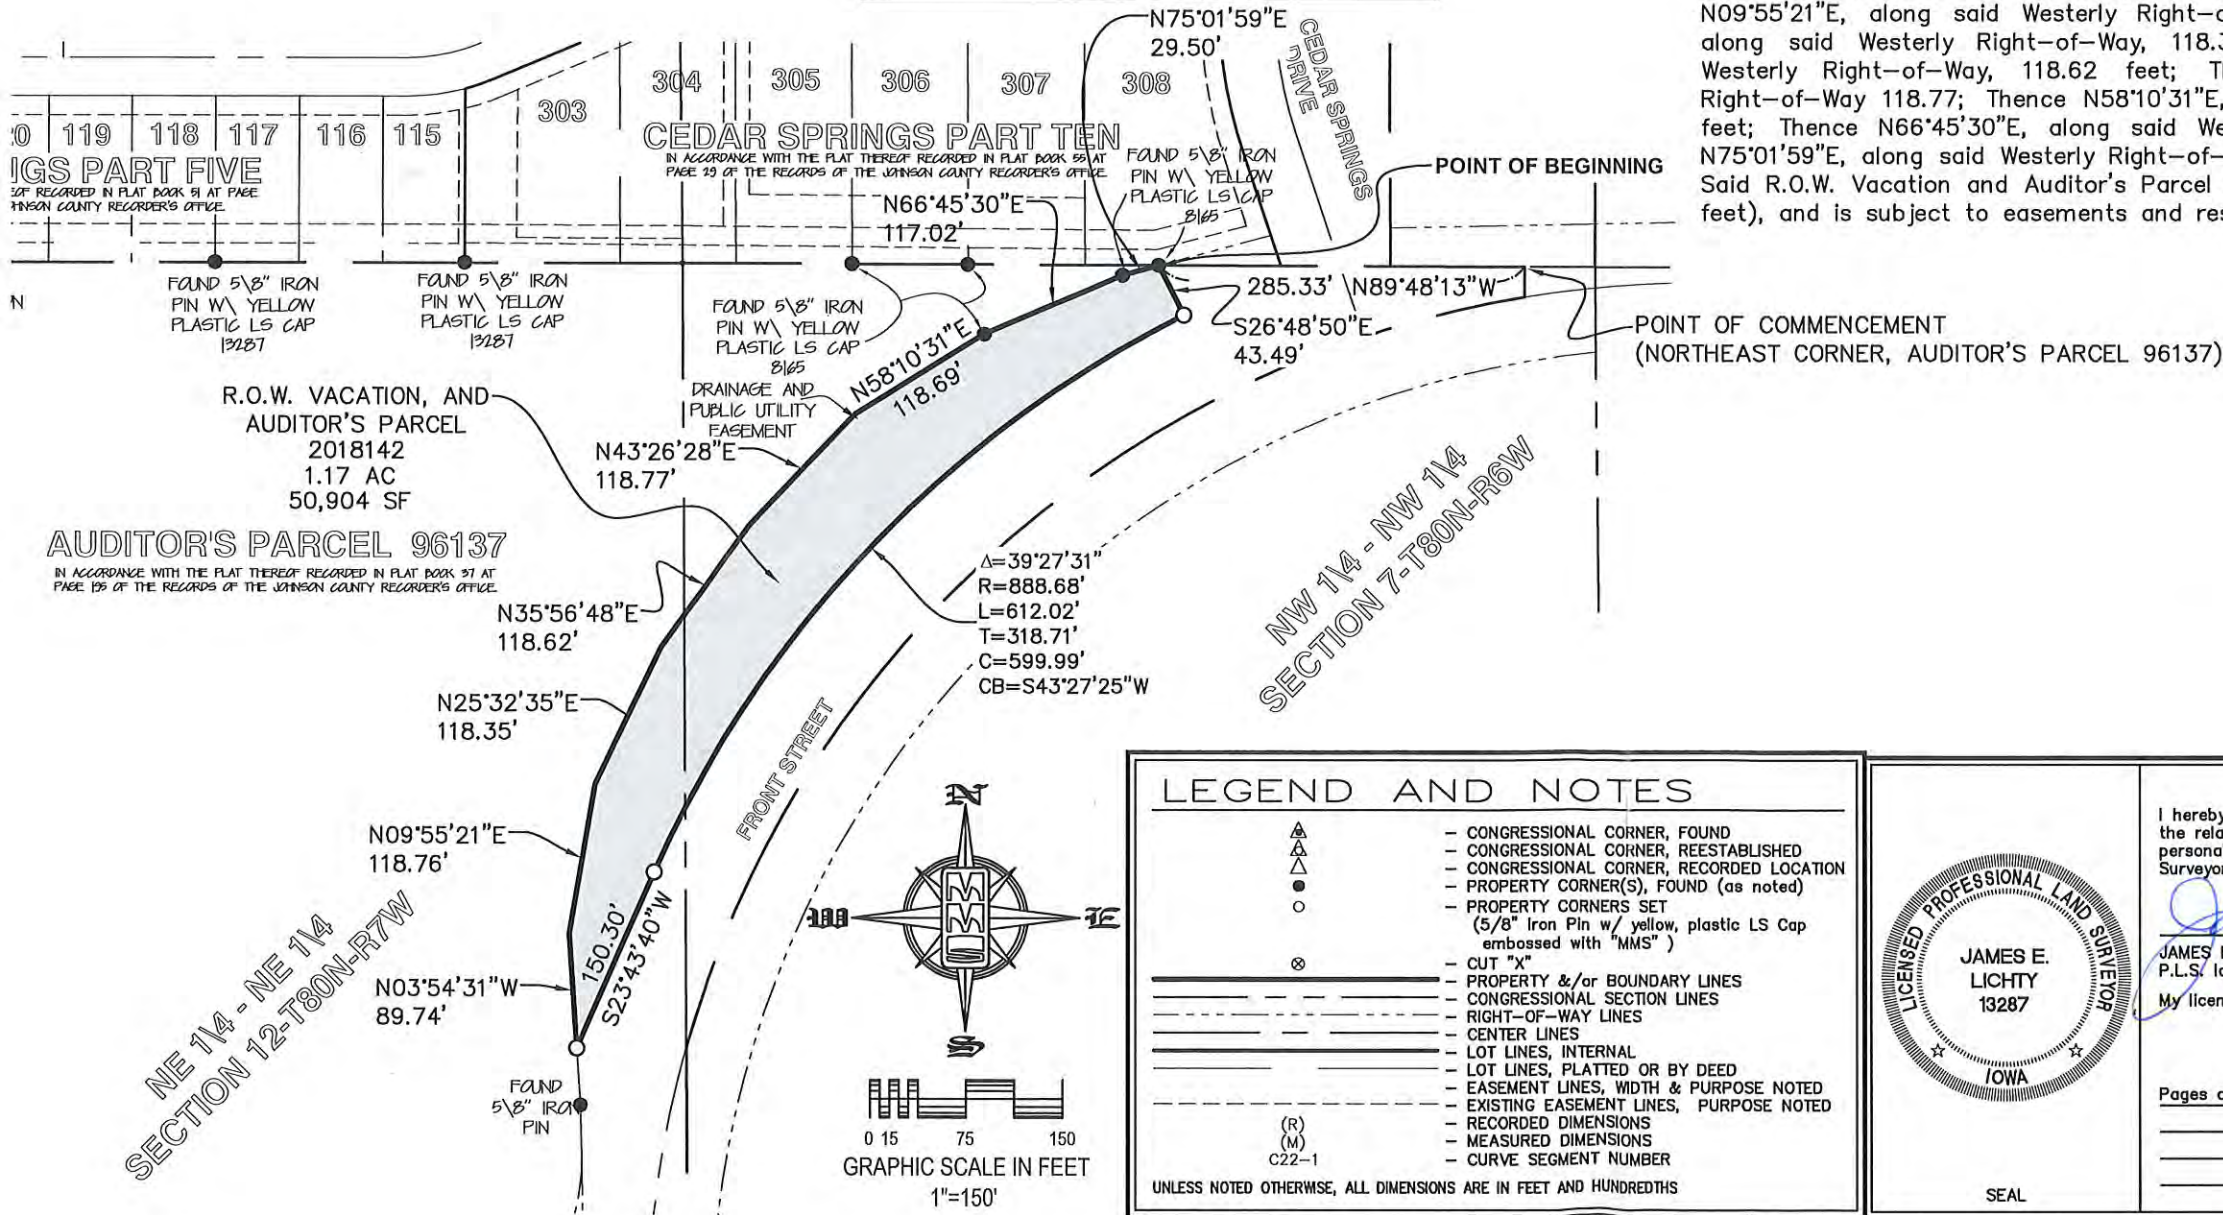 N75°01'59"E
29.50'
CEDAR SPRINGS
DRIVE
N09°55'21"E, along said Westerly Right-o
along said Westerly Right-of-Way, 118.
Westerly Right-of-Way, 118.62 feet; T
Right-of-Way 118.77; Thence N58°10'31"E,
feet; Thence N66°45'30"E, along said We
N75°01'59"E, along said Westerly Right-of-
Said R.O.W. Vacation and Auditor's Parcel
feet), and is subject to easements and res
303
304
305
306
307
308
119
118
117
116
115
IGS PART FIVE
OF RECORDED IN PLAT BOOK 51 AT PAGE
HNSON COUNTY RECORDER'S OFFICE.
CEDAR SPRINGS PART TEN
IN ACCORDANCE WITH THE PLAT THEREOF RECORDED IN PLAT BOOK 55 AT
PAGE 29 OF THE RECORDS OF THE JOHNSON COUNTY RECORDER'S OFFICE.
FOUND 5\8" IRON
PIN W\ YELLOW
PLASTIC LS CAP
8165
POINT OF BEGINNING
N66°45'30"E
117.02'
FOUND 5\8" IRON
PIN W\ YELLOW
PLASTIC LS CAP
13287
FOUND 5\8" IRON
PIN W\ YELLOW
PLASTIC LS CAP
13287
FOUND 5\8" IRON
PIN W\ YELLOW
PLASTIC LS CAP
8165
285.33' N89°48'13"W
S26°48'50"E
43.49'
POINT OF COMMENCEMENT
(NORTHEAST CORNER, AUDITOR'S PARCEL 96137)
N58°10'31"E
118.69'
DRAINAGE AND
PUBLIC UTILITY
EASEMENT
R.O.W. VACATION, AND
AUDITOR'S PARCEL
2018142
1.17 AC
50,904 SF
N43°26'28"E
118.77'
AUDITOR'S PARCEL 96137
IN ACCORDANCE WITH THE PLAT THEREOF RECORDED IN PLAT BOOK 37 AT
PAGE 195 OF THE RECORDS OF THE JOHNSON COUNTY RECORDER'S OFFICE
N35°56'48"E
118.62'
Δ=39°27'31"
R=888.68'
L=612.02'
T=318.71'
C=599.99'
CB=S43°27'25"W
NW 1\4 - NW 1\4
SECTION 7-T80N-R6W
N25°32'35"E
118.35'
FRONT STREET
N09°55'21"E
118.76'
150.30'
S23°43'40"W
NE 1\4 - NE 1\4
SECTION 12-T80N-R7W
N03°54'31"W
89.74'
FOUND
5\8" IRON
PIN
N
W
E
S
MMS
0 15 75 150
GRAPHIC SCALE IN FEET
1"=150'
LEGEND AND NOTES
- CONGRESSIONAL CORNER, FOUND
- CONGRESSIONAL CORNER, REESTABLISHED
- CONGRESSIONAL CORNER, RECORDED LOCATION
- PROPERTY CORNER(S), FOUND (as noted)
- PROPERTY CORNERS SET
(5/8" Iron Pin w/ yellow, plastic LS Cap
embossed with "MMS" )
- CUT "X"
- PROPERTY &/or BOUNDARY LINES
- CONGRESSIONAL SECTION LINES
- RIGHT-OF-WAY LINES
- CENTER LINES
- LOT LINES, INTERNAL
- LOT LINES, PLATTED OR BY DEED
- EASEMENT LINES, WIDTH & PURPOSE NOTED
- EXISTING EASEMENT LINES, PURPOSE NOTED
(R) - RECORDED DIMENSIONS
(M) - MEASURED DIMENSIONS
C22-1 - CURVE SEGMENT NUMBER
UNLESS NOTED OTHERWISE, ALL DIMENSIONS ARE IN FEET AND HUNDREDTHS
LICENSED PROFESSIONAL LAND SURVEYOR
JAMES E.
LICHTY
13287
IOWA
SEAL
I hereby
the rela
persona
Surveyo
JAMES
P.L.S. Io
My licen
Pages o